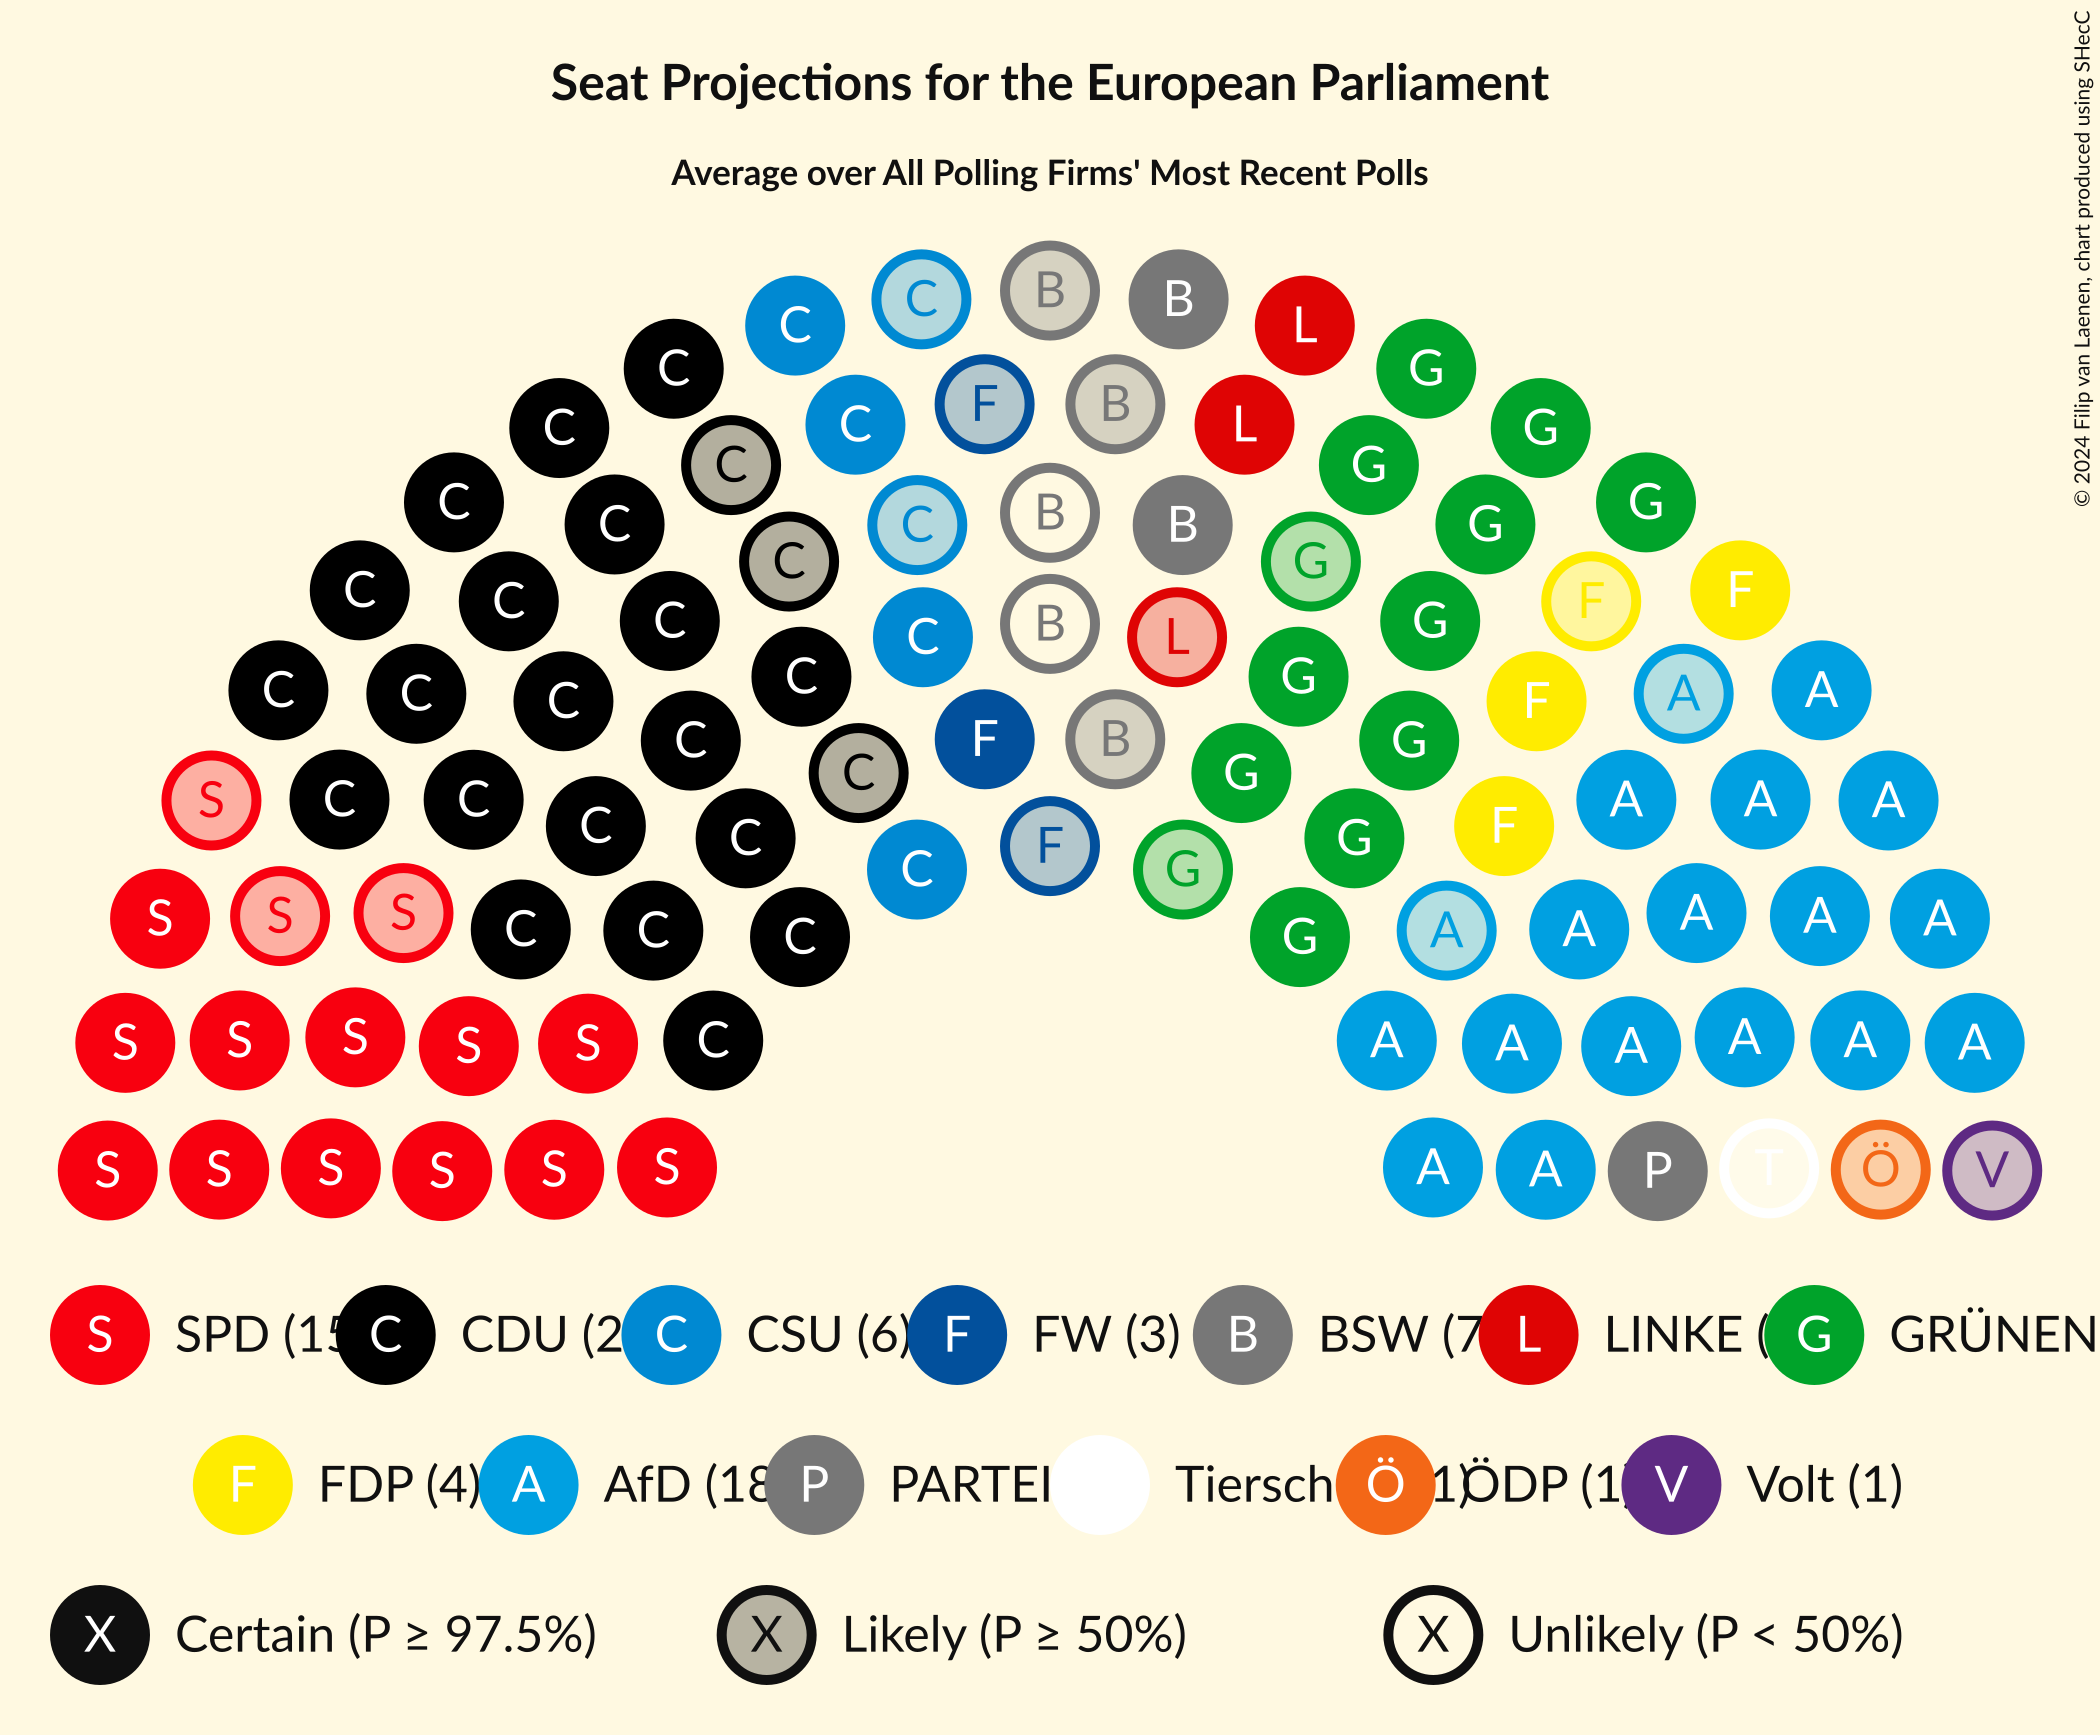 © 2024 Filip van Laenen, chart produced using SHecC
Seat Projections for the European Parliament
Average over All Polling Firms' Most Recent Polls
C B B
C L
C G
F B
C C L G
C G
C G
C C B B G
C G
C C F F
C C B L G
C C C C G F A A
C F B G
C G
S C C A A A
C C F G F
C G
S S S C C C G A A A A A
S S S S S C A A A A A A
S S S S S S A A P T Ö V
S SPD (15 C CDU (2 C CSU (6) F FW (3) B BSW (7 L LINKE ( G GRÜNEN
F FDP (4) A AfD (18 P PARTEI Tiersch Ö 1) ÖDP (1) V Volt (1)
X Certain (P ≥ 97.5%) X Likely (P ≥ 50%) X Unlikely (P < 50%)